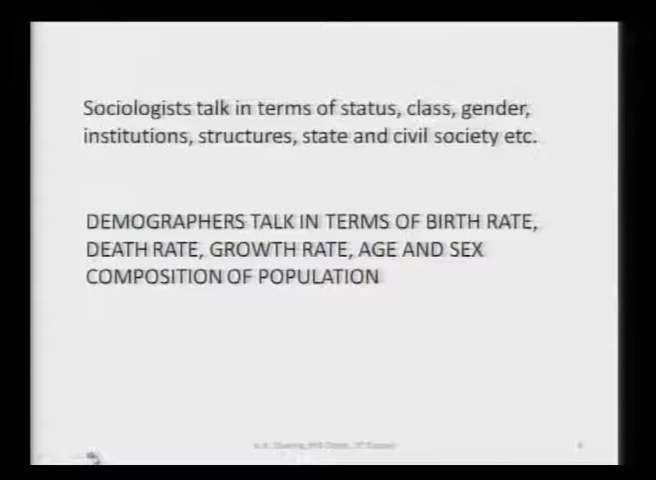 Sociologists talk in terms of status, class, gender,
institutions, structures, state and civil society etc.
DEMOGRAPHERS TALK IN TERMS OF BIRTH RATE,
DEATH RATE, GROWTH RATE, AGE AND SEX
COMPOSITION OF POPULATION